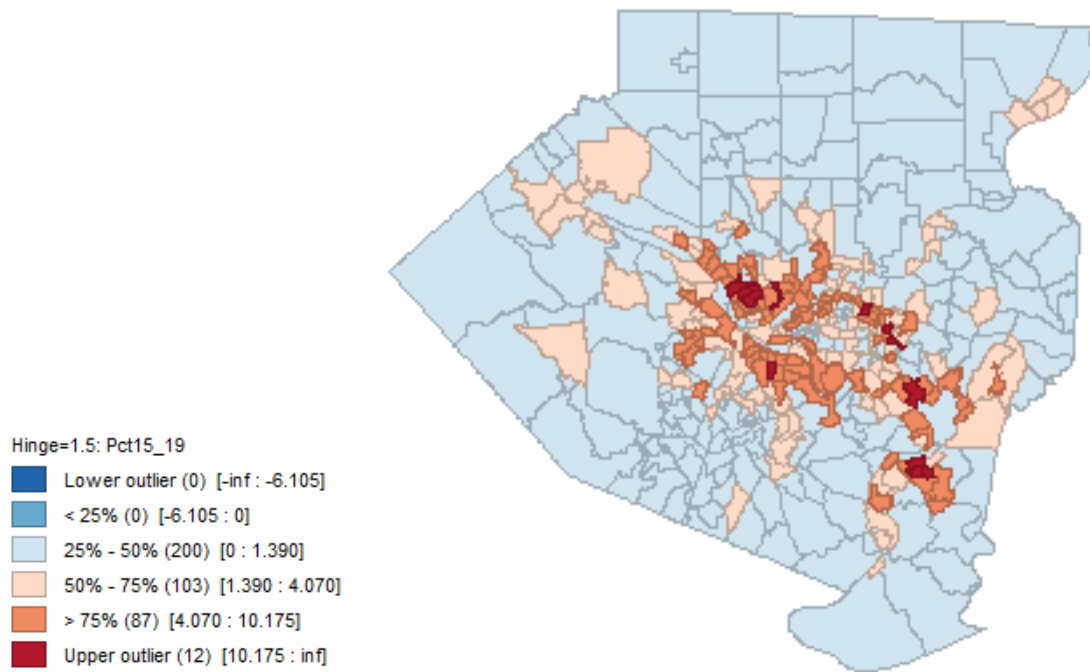 Hinge=1.5: Pct15_19
Lower outlier (0) [-inf : -6.105]
< 25% (0) [-6.105 : 0]
25% - 50% (200) [0 : 1.390]
50% - 75% (103) [1.390 : 4.070]
> 75% (87) [4.070 : 10.175]
Upper outlier (12) [10.175 : inf]